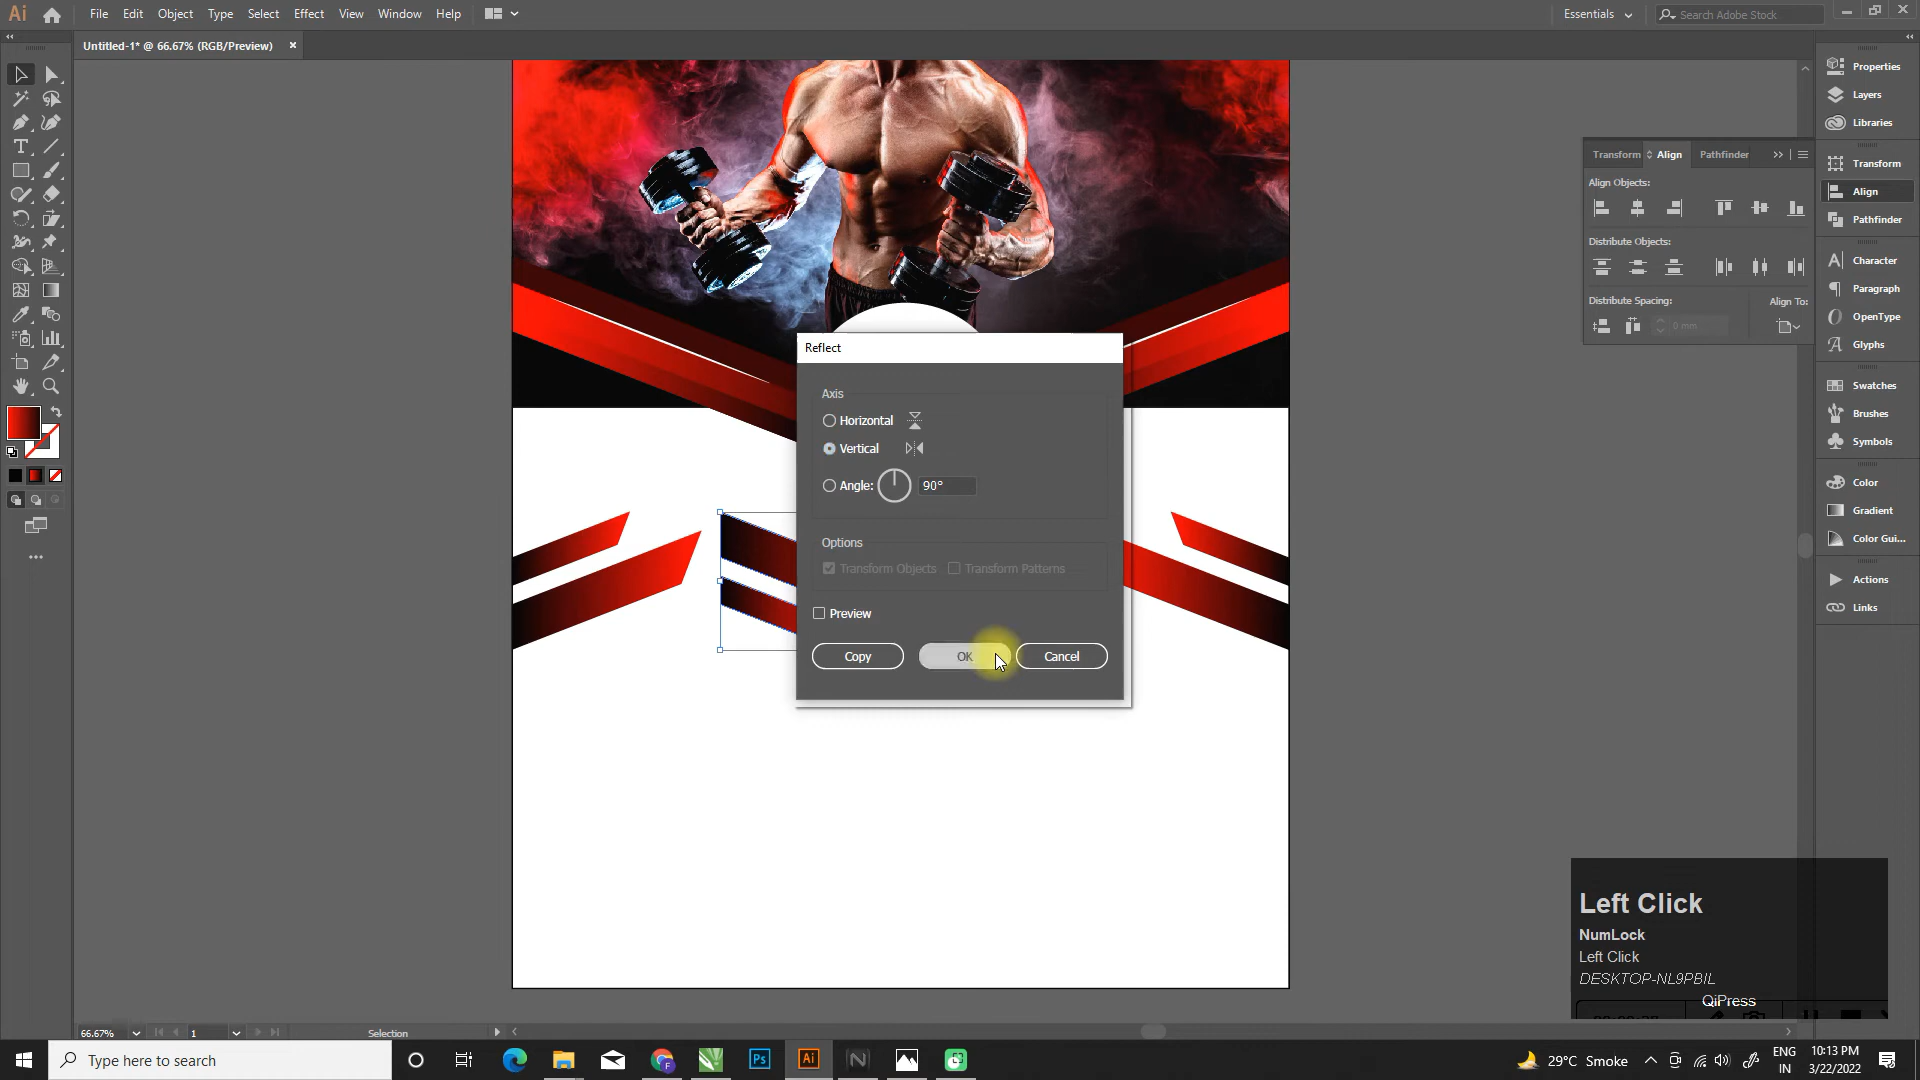 Ai File Edit Object Type Select Effect View Window Help Essentials Search Adobe Stock
Untitled-1* @ 66.67% (RGB/Preview) ×
Properties
Layers
Libraries
Transform
Align
Pathfinder
Character
Paragraph
OpenType
Glyphs
Swatches
Brushes
Symbols
Color
Gradient
Color Gui...
Actions
Links
Transform Align Pathfinder
Align Objects:
Distribute Objects:
Distribute Spacing: Align To:
0 mm
Reflect
Axis
Horizontal
Vertical
Angle: 90°
Options
Transform Objects Transform Patterns
Preview
Copy OK Cancel
Left Click
NumLock
Left Click
DESKTOP-NL9PBIL
QiPress
66.67% 1 Selection
Type here to search
Ps Ai
29°C Smoke
ENG
IN
10:13 PM
3/22/2022